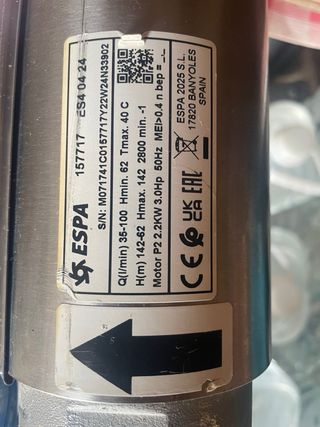 ESPA
157717 ES4 04 24
S/N: M071741C0157717Y22W24N33902
Q(l/min) 35-100 Hmin. 62 Tmax. 40 C
H(m) 142-62 Hmax. 142 2800 min. -1
Motor P2 2.2KW 3.0Hp 50Hz MEI>0.4 n bep = _._
CE UK CA EAC
ESPA 2025 S.L.
17820 BANYOLES
SPAIN